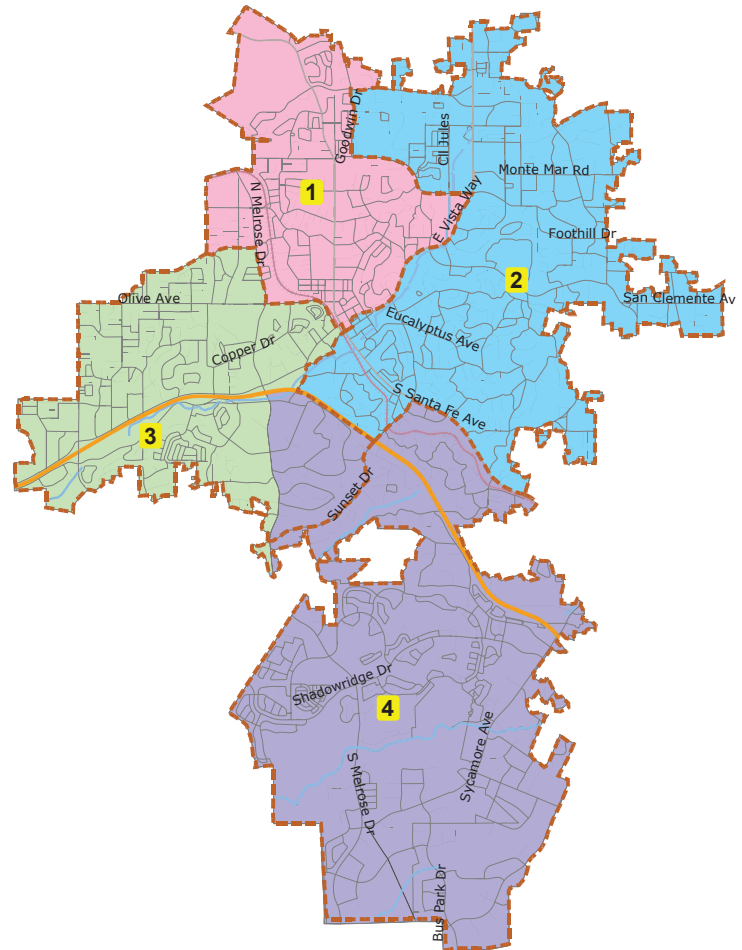 Goodwin Dr
Cll Jules
Monte Mar Rd
1
N Melrose Dr
E Vista Way
Foothill Dr
2
Olive Ave
San Clemente Av
Eucalyptus Ave
Copper Dr
S Santa Fe Ave
3
Sunset Dr
Shadowridge Dr
4
Sycamore Ave
S Melrose Dr
Bus Park Dr